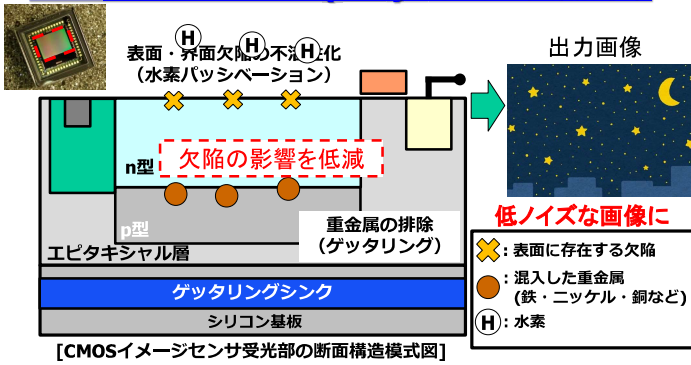 H H H
表面・界面欠陥の不活性化
(水素パッシベーション)
出力画像
n型
欠陥の影響を低減
p型
重金属の排除
(ゲッタリング)
エピタキシャル層
ゲッタリングシンク
シリコン基板
[CMOSイメージセンサ受光部の断面構造模式図]
低ノイズな画像に
: 表面に存在する欠陥
: 混入した重金属
(鉄・ニッケル・銅など)
H : 水素